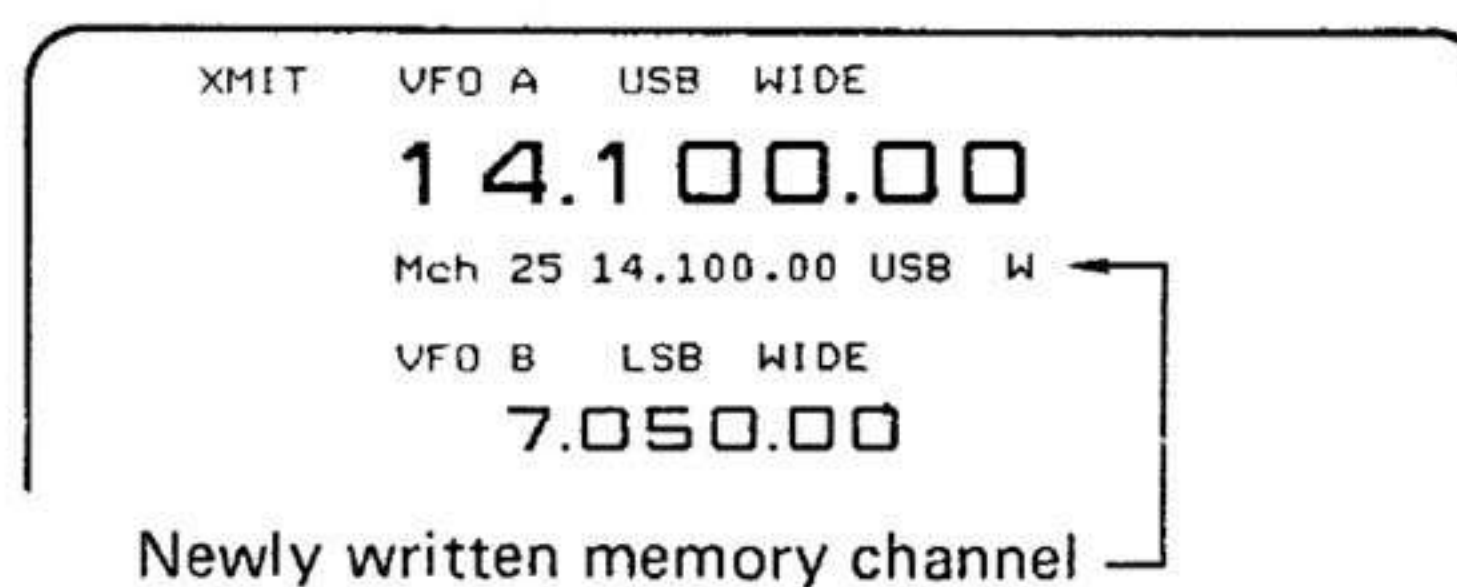 XMIT VFO A USB WIDE
14.100.00
Mch 25 14.100.00 USB W
VFO B LSB WIDE
7.050.00
Newly written memory channel